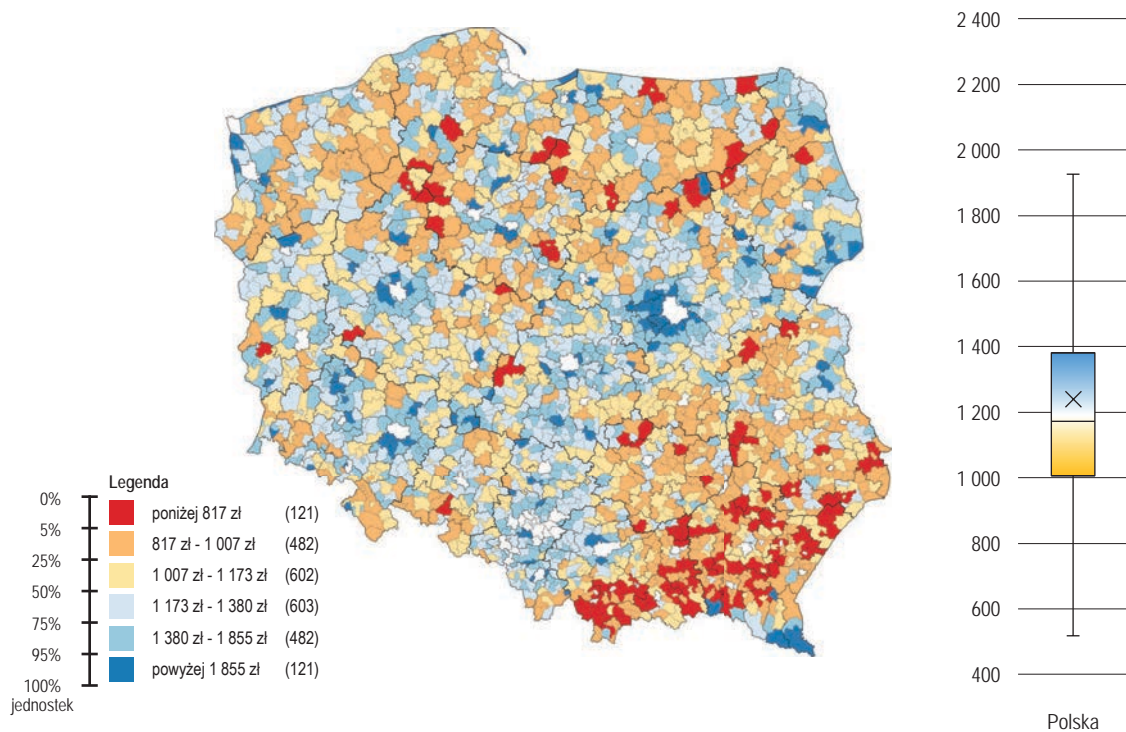 2 400
2 200
2 000
1 800
1 600
1 400
1 200
1 000
800
600
400
Polska
Legenda
0%
5%
25%
50%
75%
95%
100%
jednostek
poniżej 817 zł (121)
817 zł - 1 007 zł (482)
1 007 zł - 1 173 zł (602)
1 173 zł - 1 380 zł (603)
1 380 zł - 1 855 zł (482)
powyżej 1 855 zł (121)